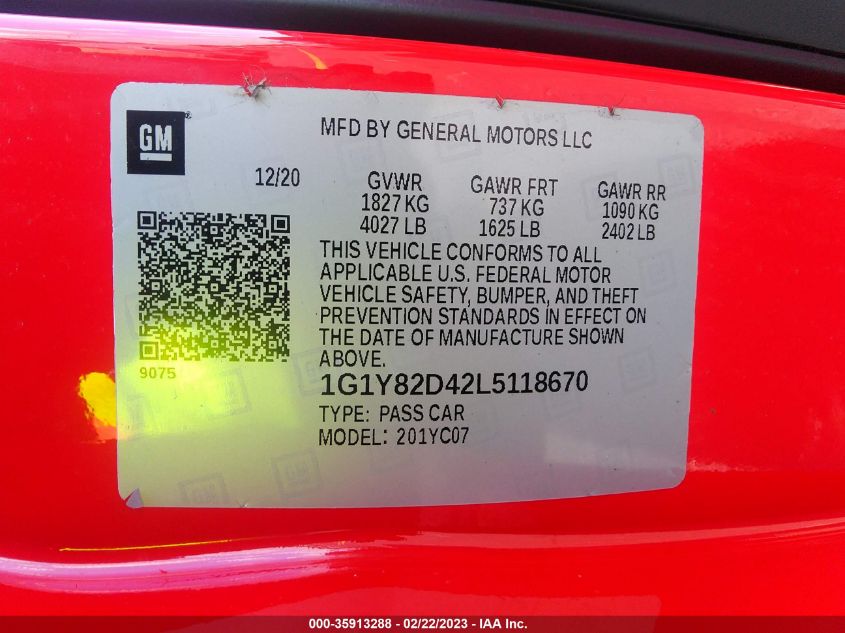 GM
MFD BY GENERAL MOTORS LLC
12/20
GVWR
1827 KG
4027 LB
GAWR FRT
737 KG
1625 LB
GAWR RR
1090 KG
2402 LB
THIS VEHICLE CONFORMS TO ALL
APPLICABLE U.S. FEDERAL MOTOR
VEHICLE SAFETY, BUMPER, AND THEFT
PREVENTION STANDARDS IN EFFECT ON
THE DATE OF MANUFACTURE SHOWN
ABOVE.
9075
1G1Y82D42L5118670
TYPE: PASS CAR
MODEL: 201YC07
000-35913288 - 02/22/2023 - IAA Inc.